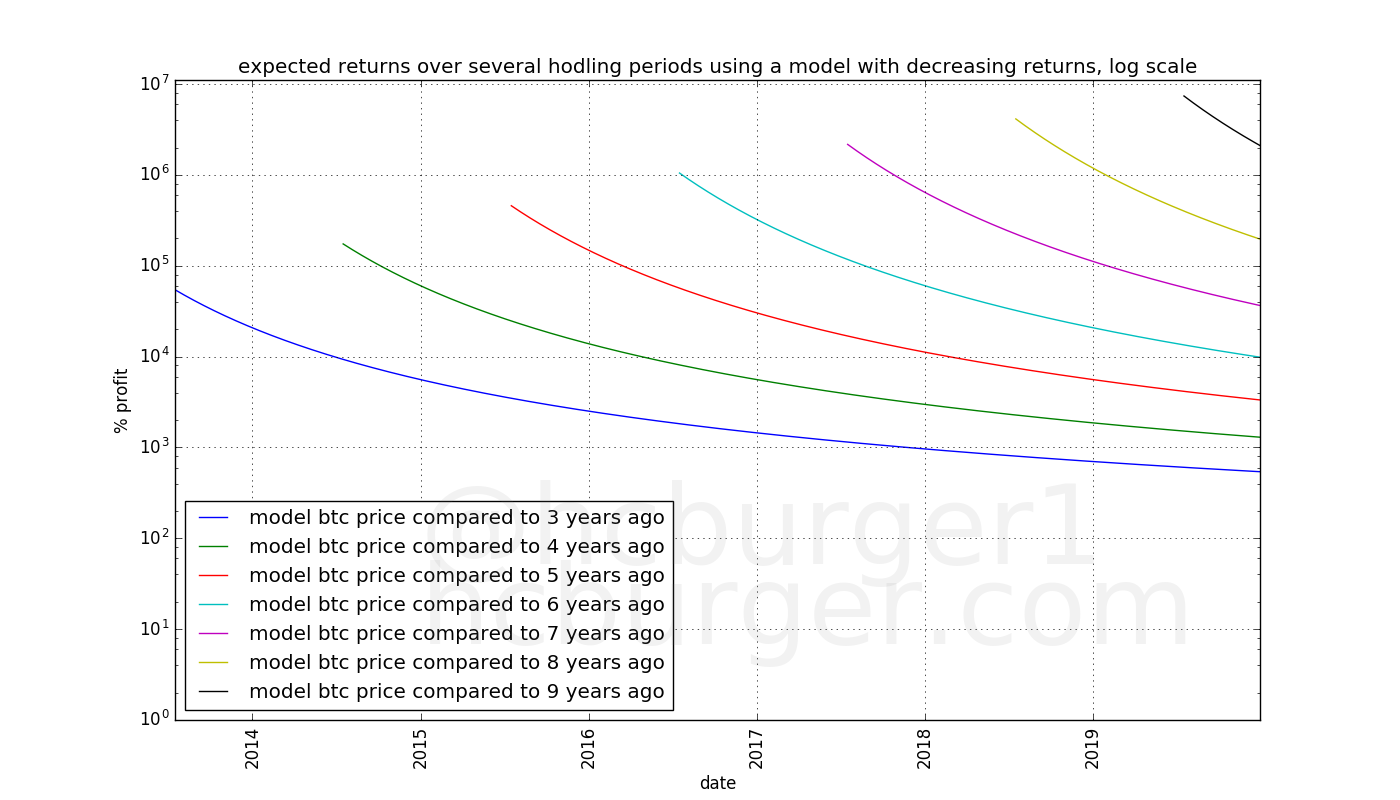 expected returns over several hodling periods using a model with decreasing returns, log scale
10^7
10^6
10^5
10^4
10^3
10^2
10^1
10^0
% profit
@hcburger1
hcburger.com
model btc price compared to 3 years ago
model btc price compared to 4 years ago
model btc price compared to 5 years ago
model btc price compared to 6 years ago
model btc price compared to 7 years ago
model btc price compared to 8 years ago
model btc price compared to 9 years ago
2014
2015
2016
2017
2018
2019
date